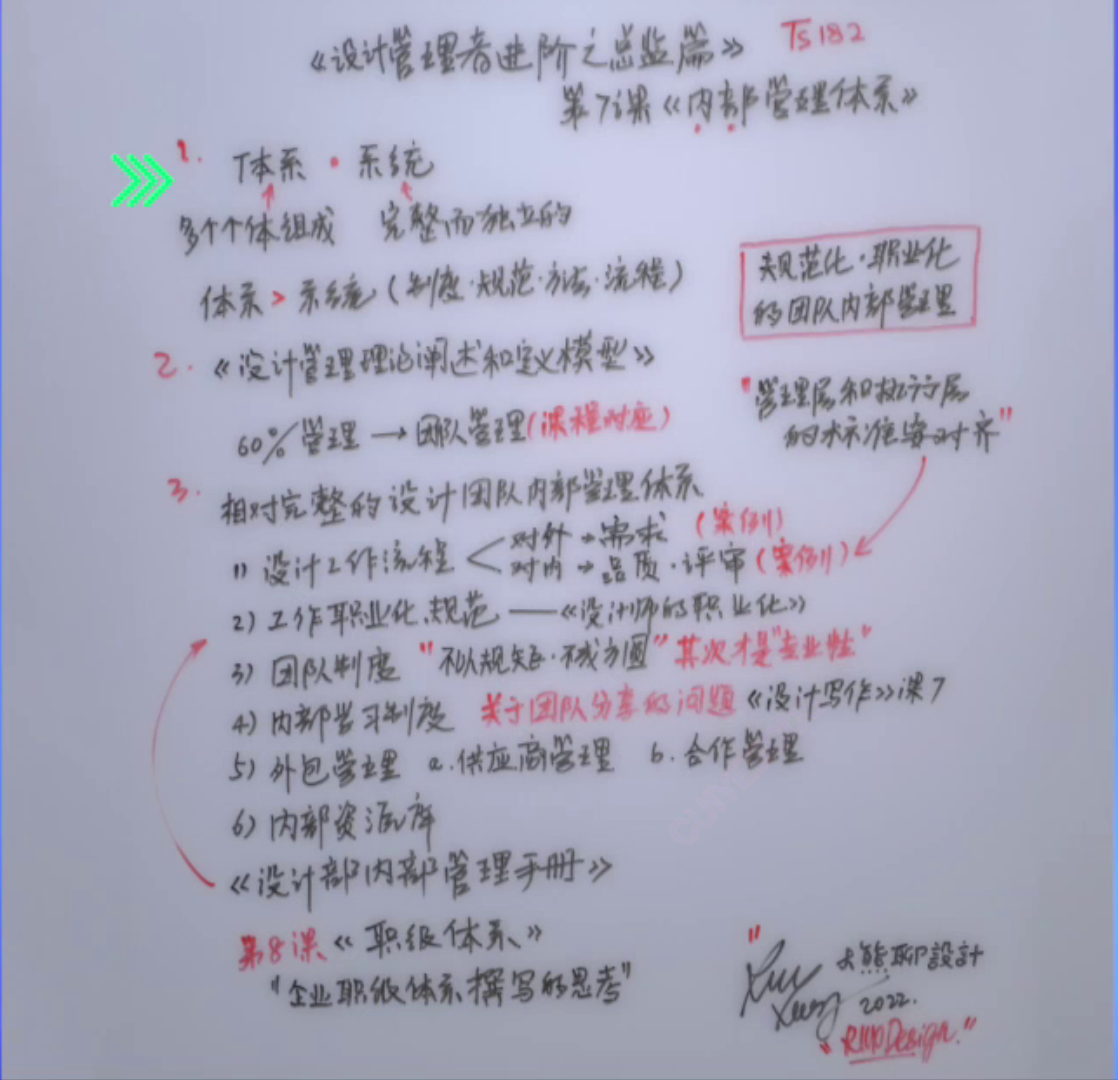 《设计管理者进阶之总监篇》 Ts182
第7课《内部管理体系》
1. 体系·系统
多个个体组成 完整而独立的
体系>系统(制度·规范·方法·流程)
规范化·职业化
的团队内部管理
2.《设计管理理论阐述和定义模型》
60%管理→团队管理(课程对应)
"管理层和执行层
的标准要对齐"
3. 相对完整的设计团队内部管理体系
1) 设计工作流程 < 对外→需求 (案例)
对内→品质·评审 (案例)
2) 工作职业化规范 ——《设计师的职业化》
3) 团队制度 "不以规矩·不成方圆" 其次才是"专业性"
4) 内部学习制度 关于团队分享的问题《设计写作》课7
5) 外包管理 a.供应商管理 b.合作管理
6) 内部资源库
《设计部内部管理手册》
第8课《职级体系》
"企业职级体系撰写的思考"
"大熊聊設計
2022.
"RMDDesign."